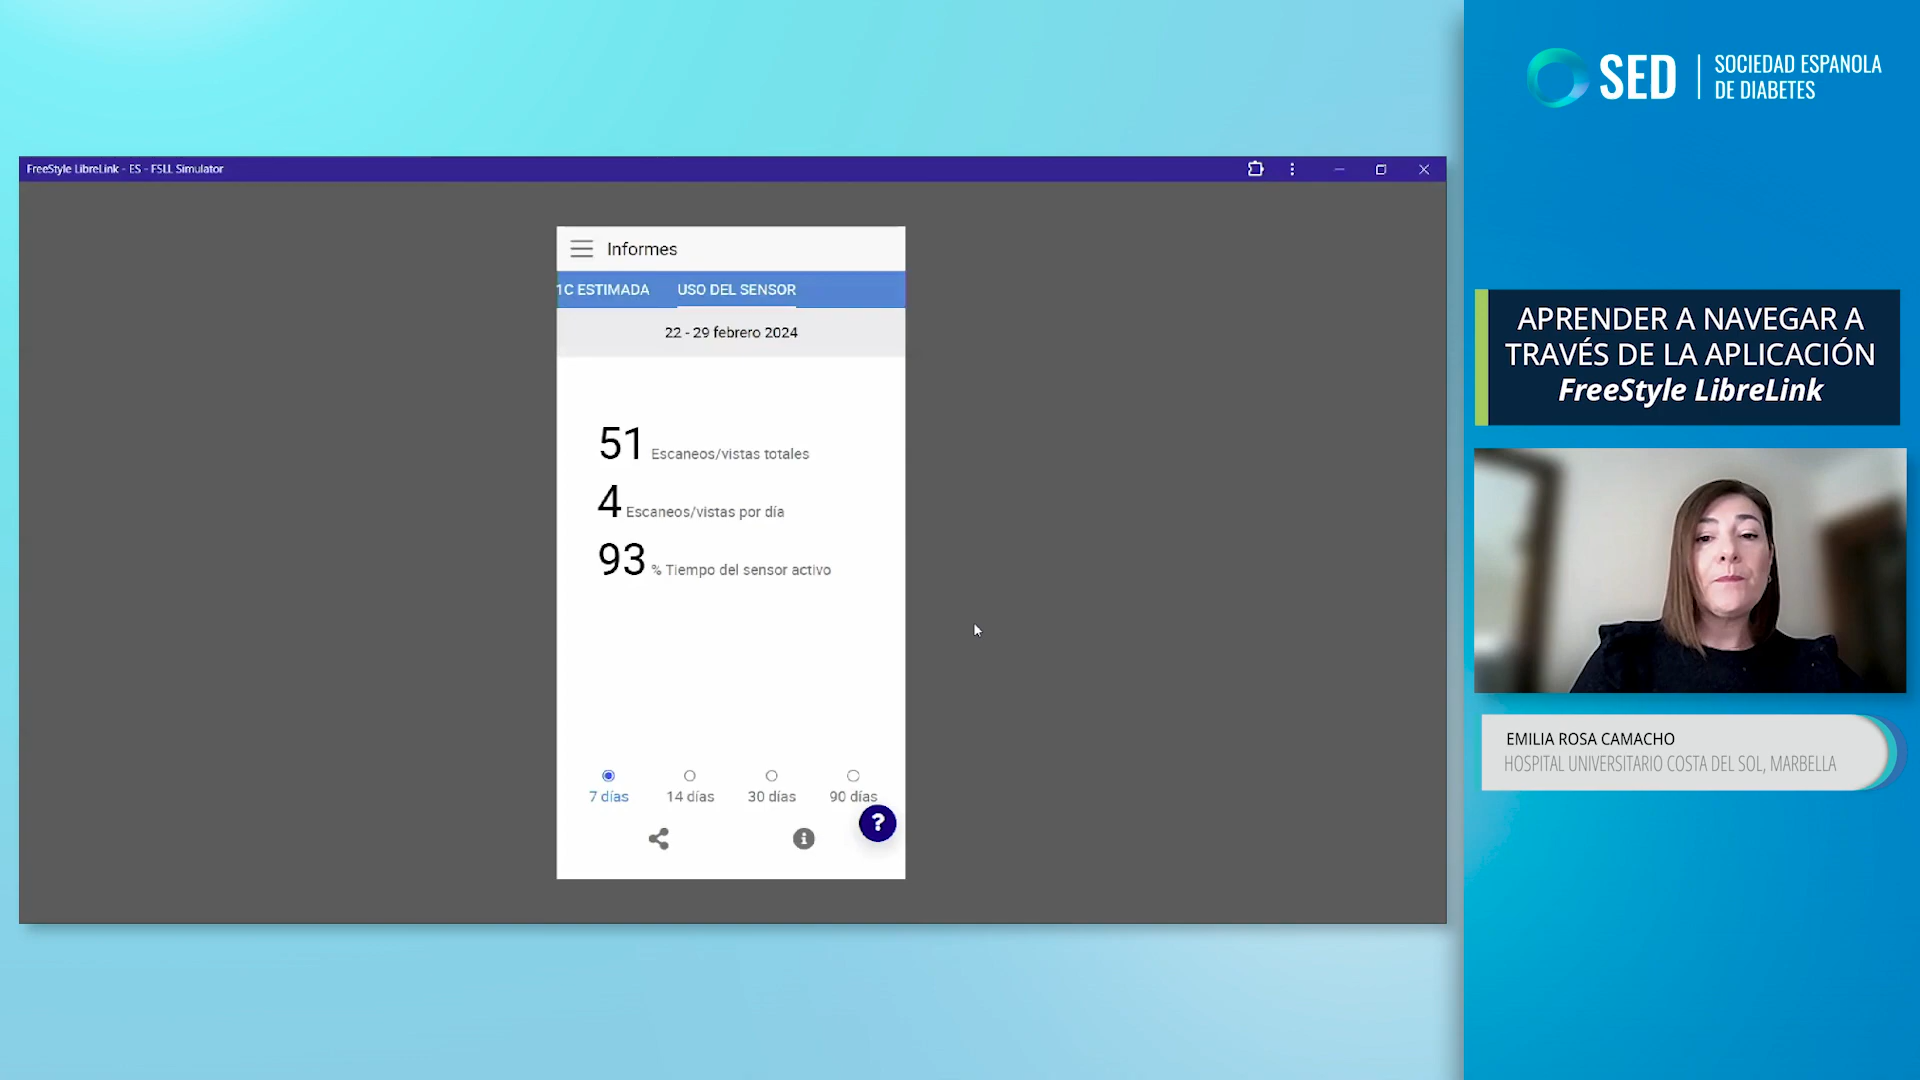 FreeStyle LibreLink - ES - FSLL Simulator
Informes
1C ESTIMADA
USO DEL SENSOR
22 - 29 febrero 2024
51 Escaneos/vistas totales
4 Escaneos/vistas por día
93 % Tiempo del sensor activo
7 días
14 días
30 días
90 días
?
SED
SOCIEDAD ESPAÑOLA
DE DIABETES
APRENDER A NAVEGAR A
TRAVÉS DE LA APLICACIÓN
FreeStyle LibreLink
EMILIA ROSA CAMACHO
HOSPITAL UNIVERSITARIO COSTA DEL SOL, MARBELLA